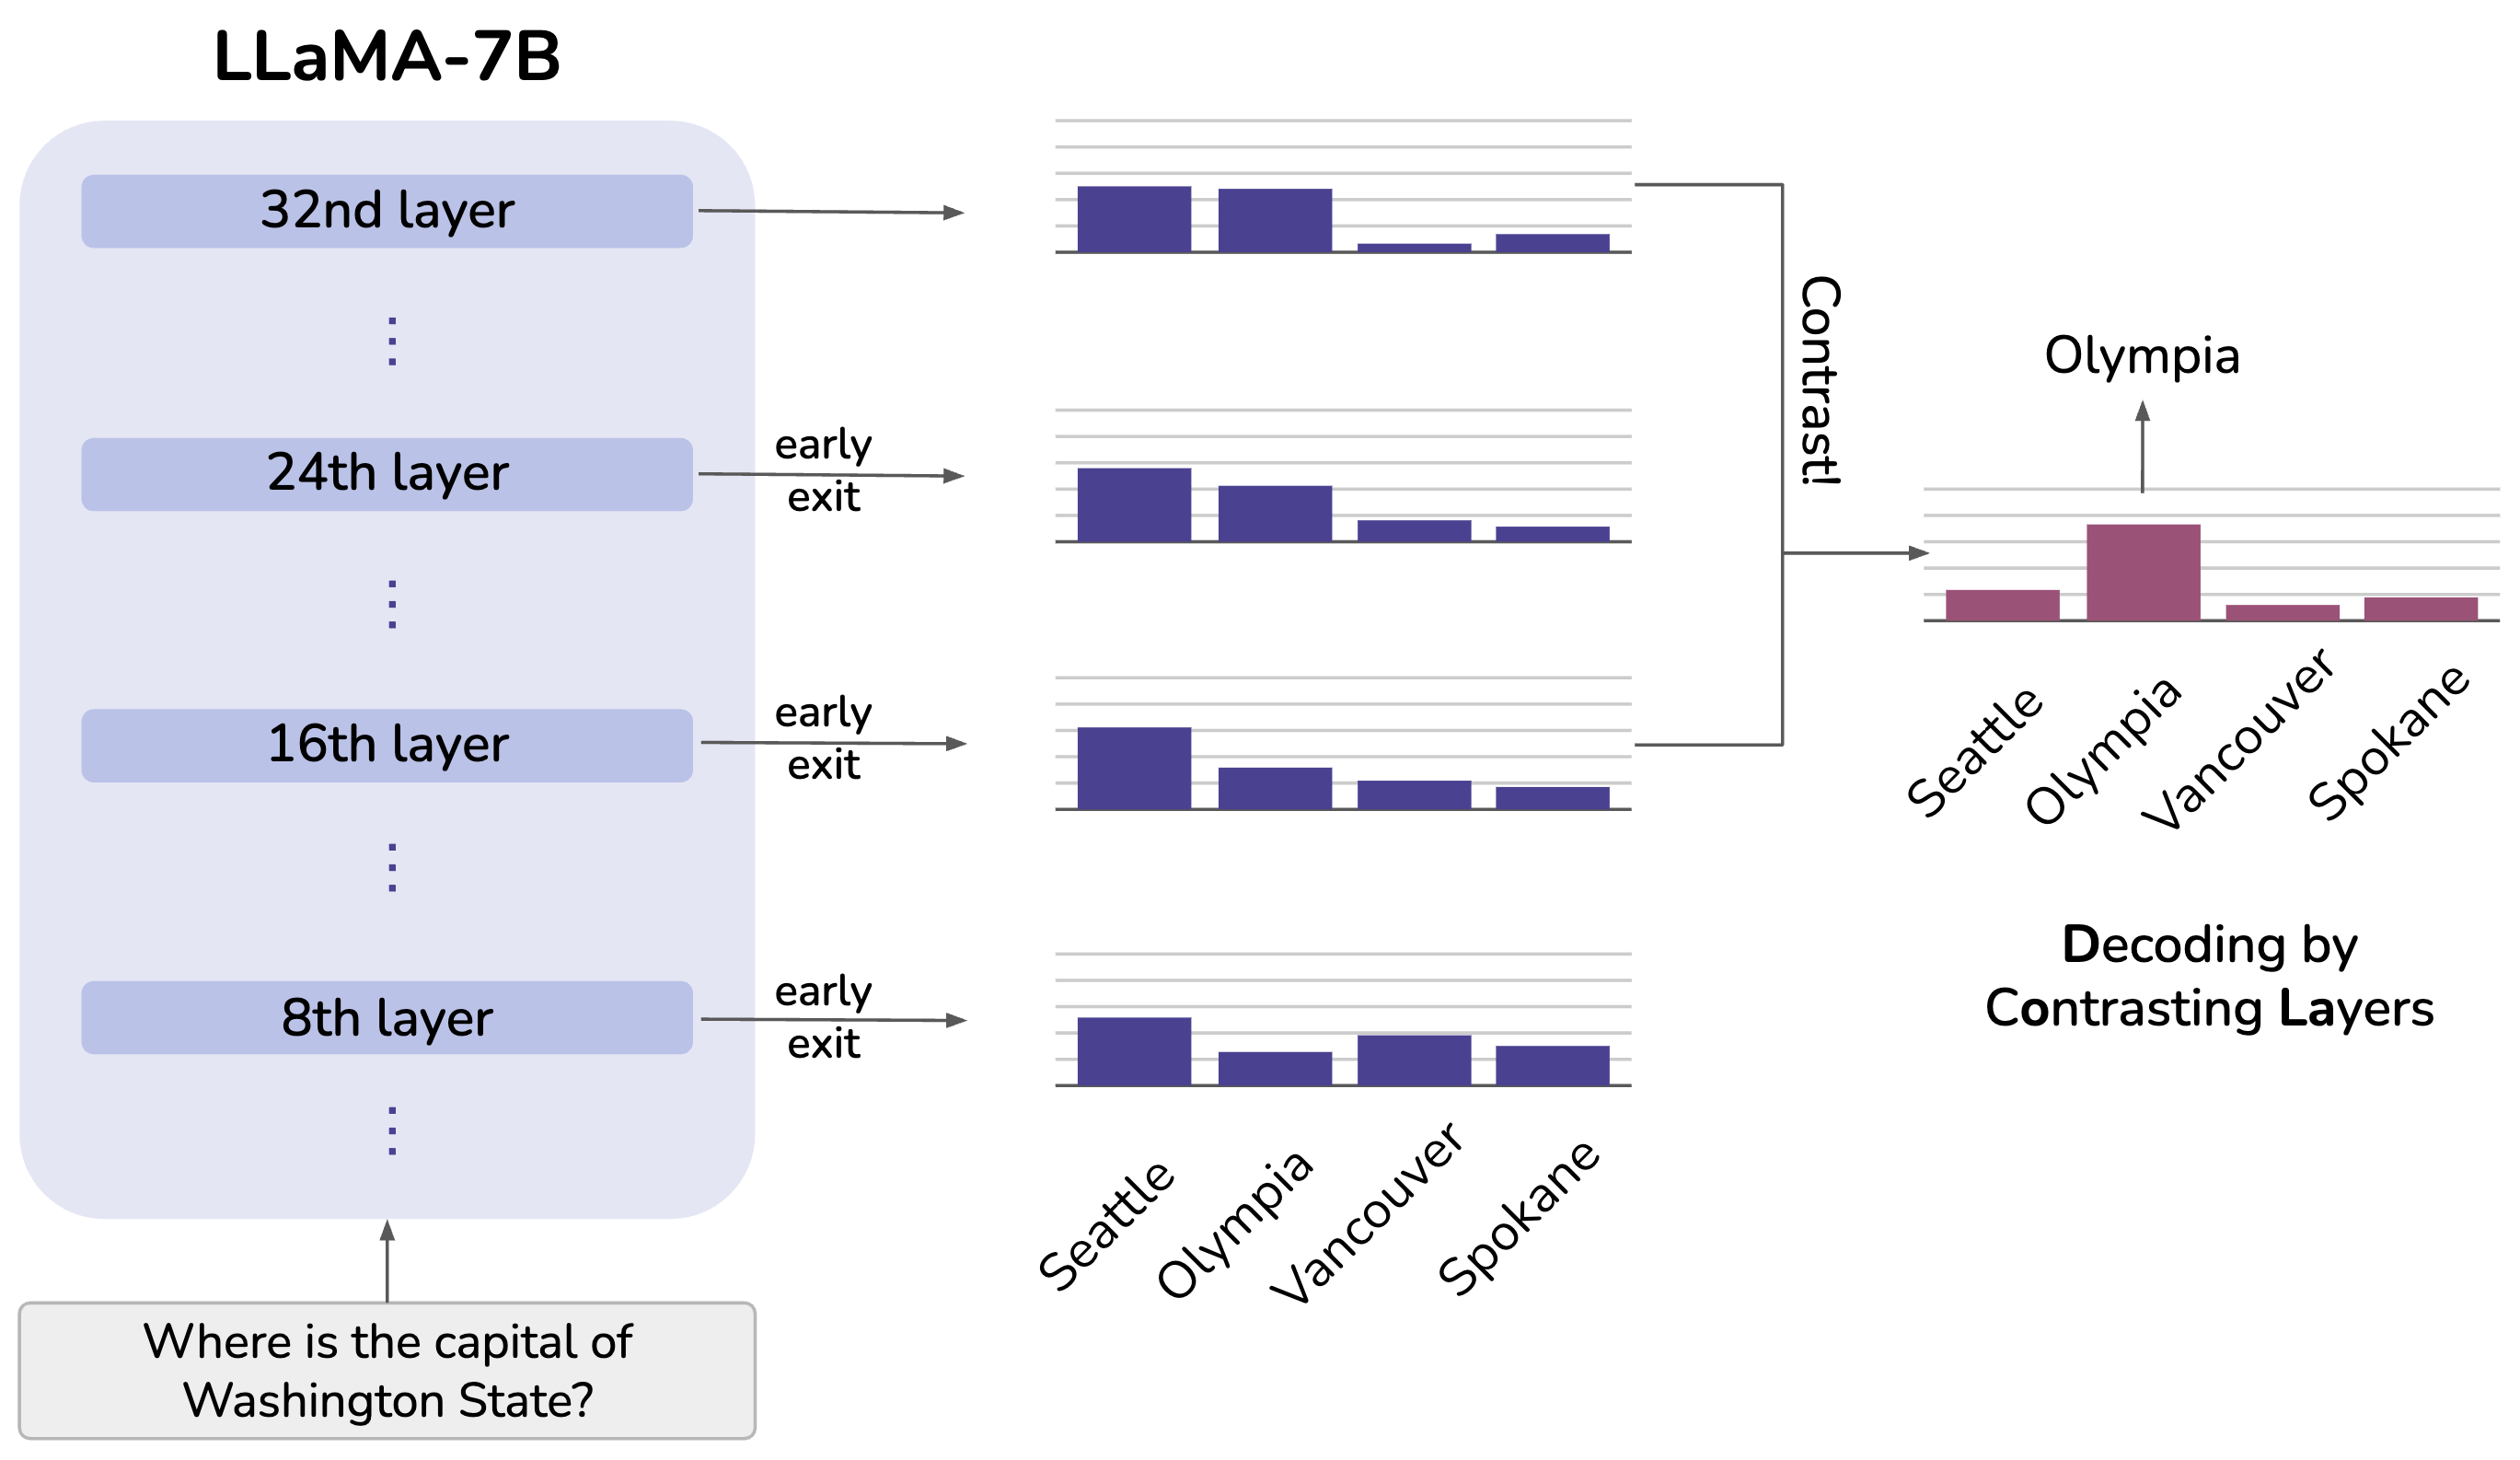 LLaMA-7B
32nd layer
24th layer
early
exit
16th layer
early
exit
8th layer
early
exit
Where is the capital of
Washington State?
Seattle
Olympia
Vancouver
Spokane
Contrast!
Olympia
Seattle
Olympia
Vancouver
Spokane
Decoding by
Contrasting Layers